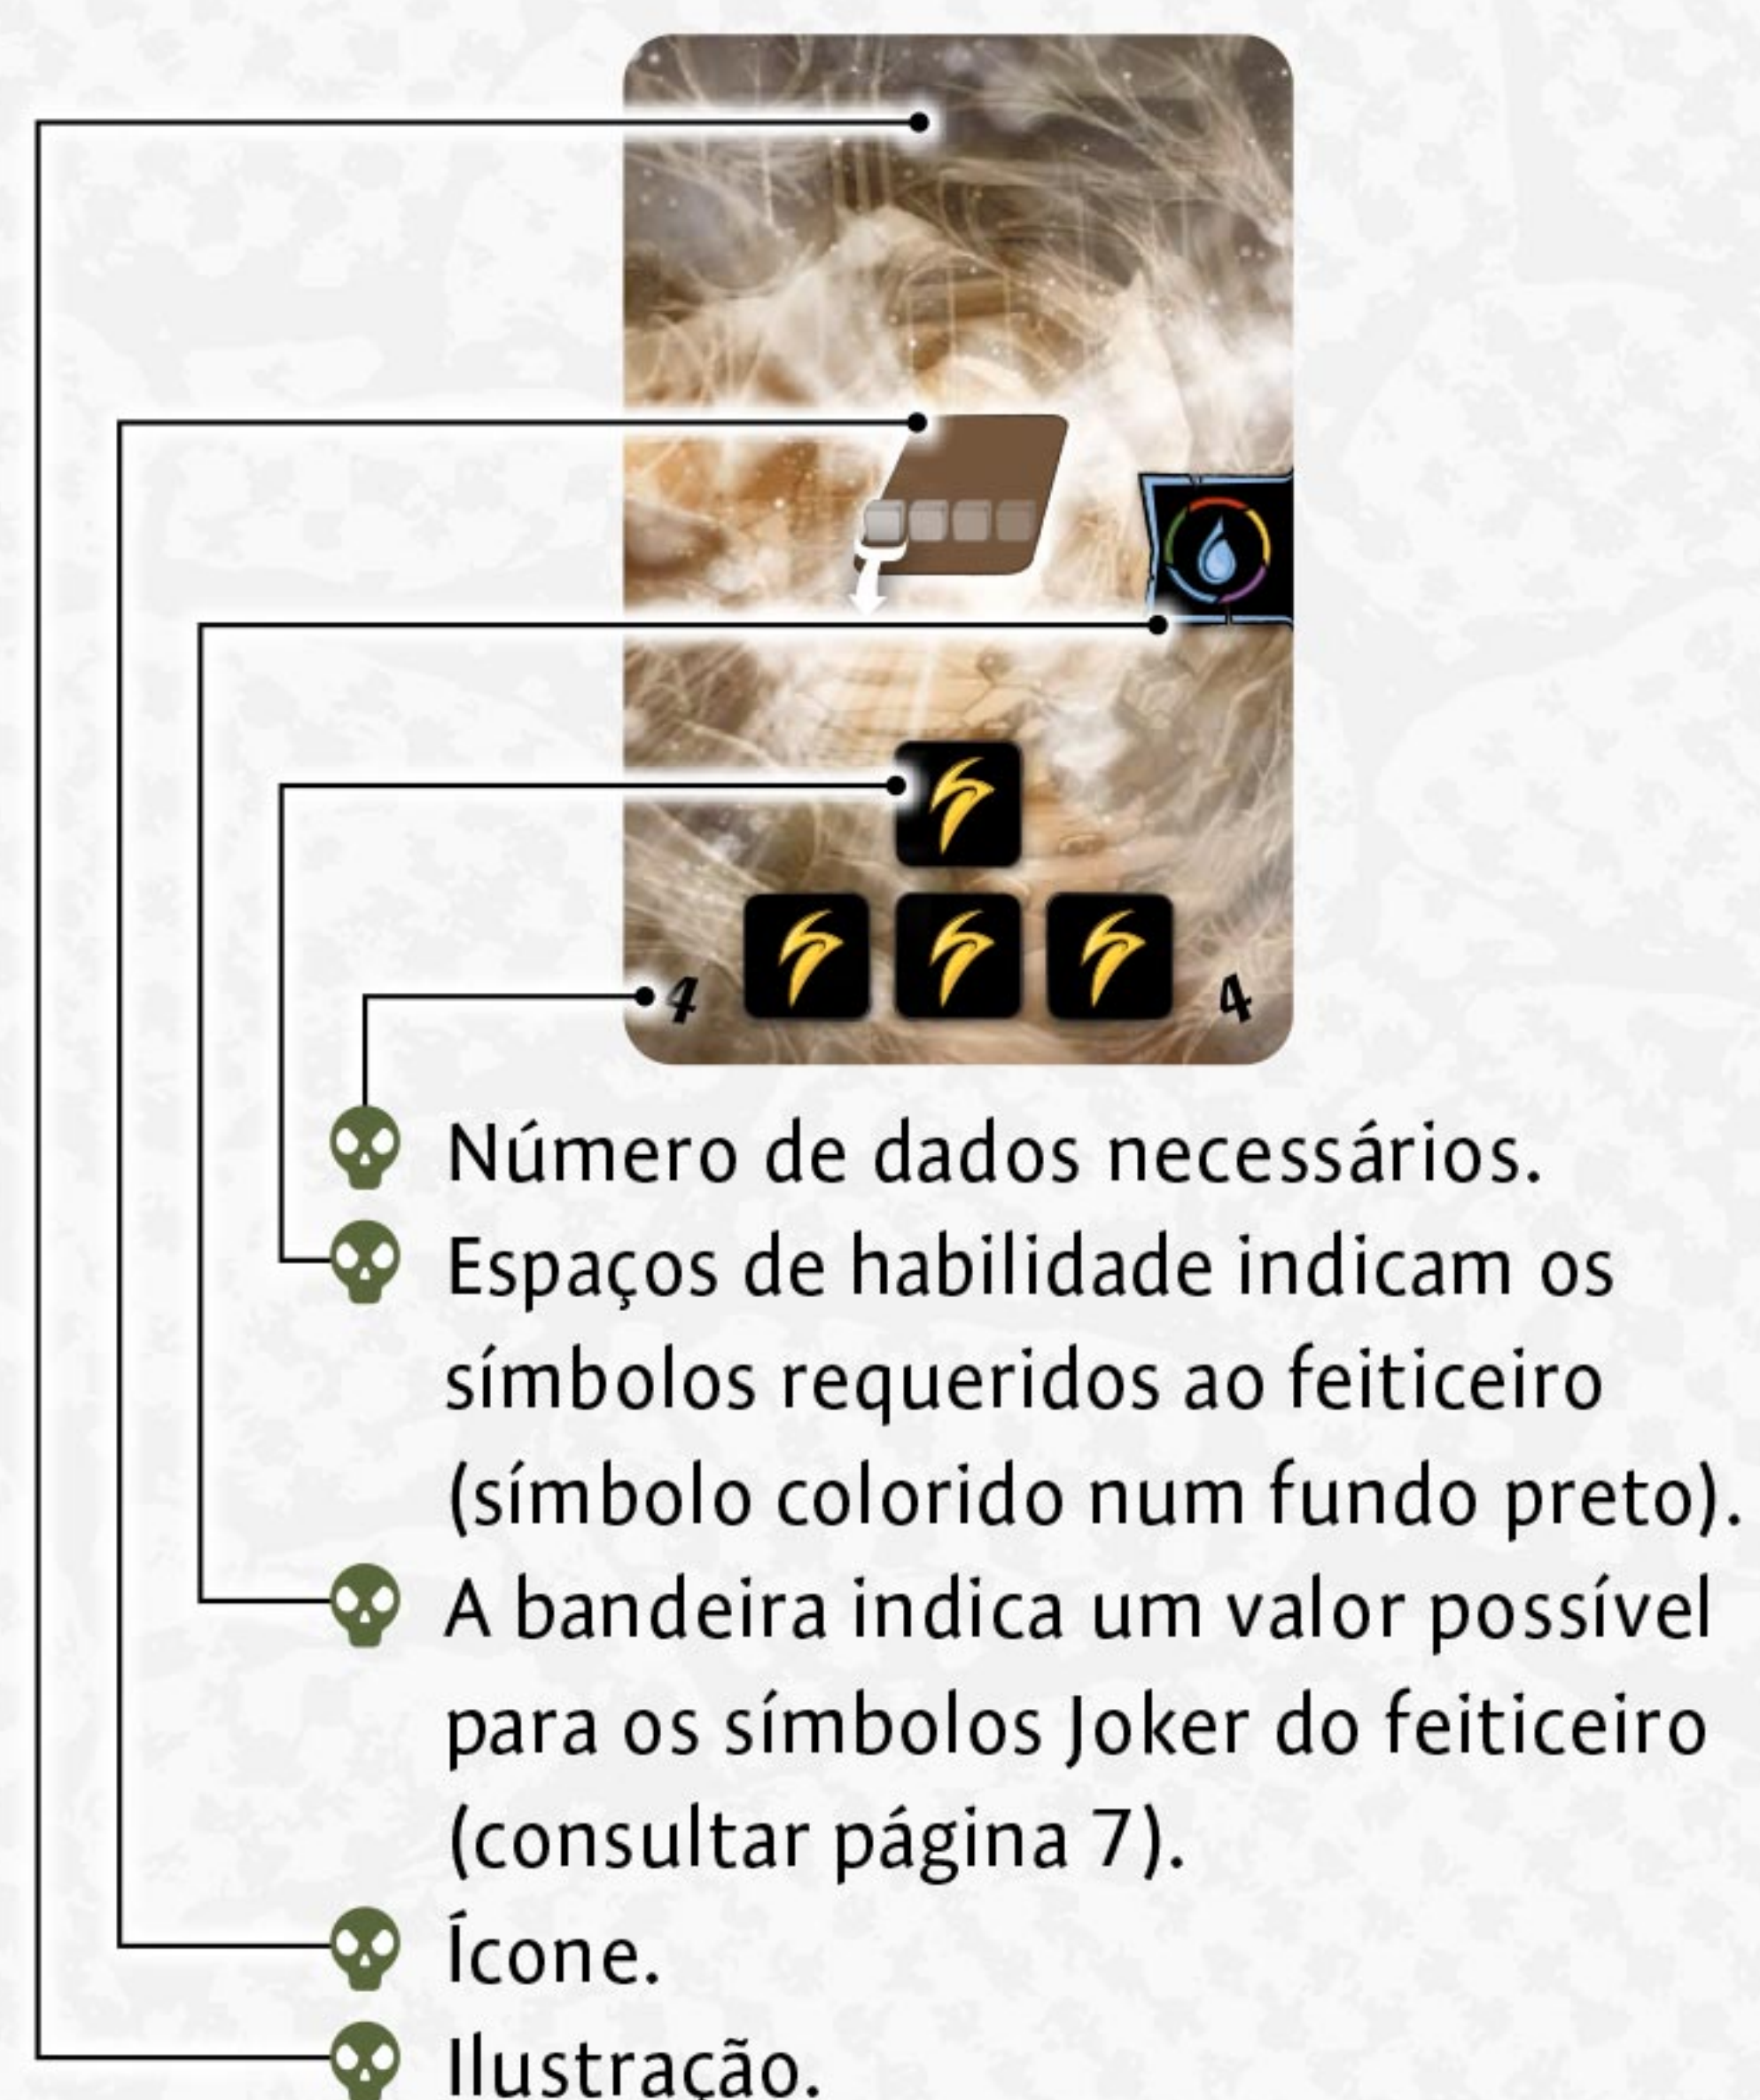 4 4
Número de dados necessários.
Espaços de habilidade indicam os
símbolos requeridos ao feiticeiro
(símbolo colorido num fundo preto).
A bandeira indica um valor possível
para os símbolos Joker do feiticeiro
(consultar página 7).
Ícone.
Ilustração.